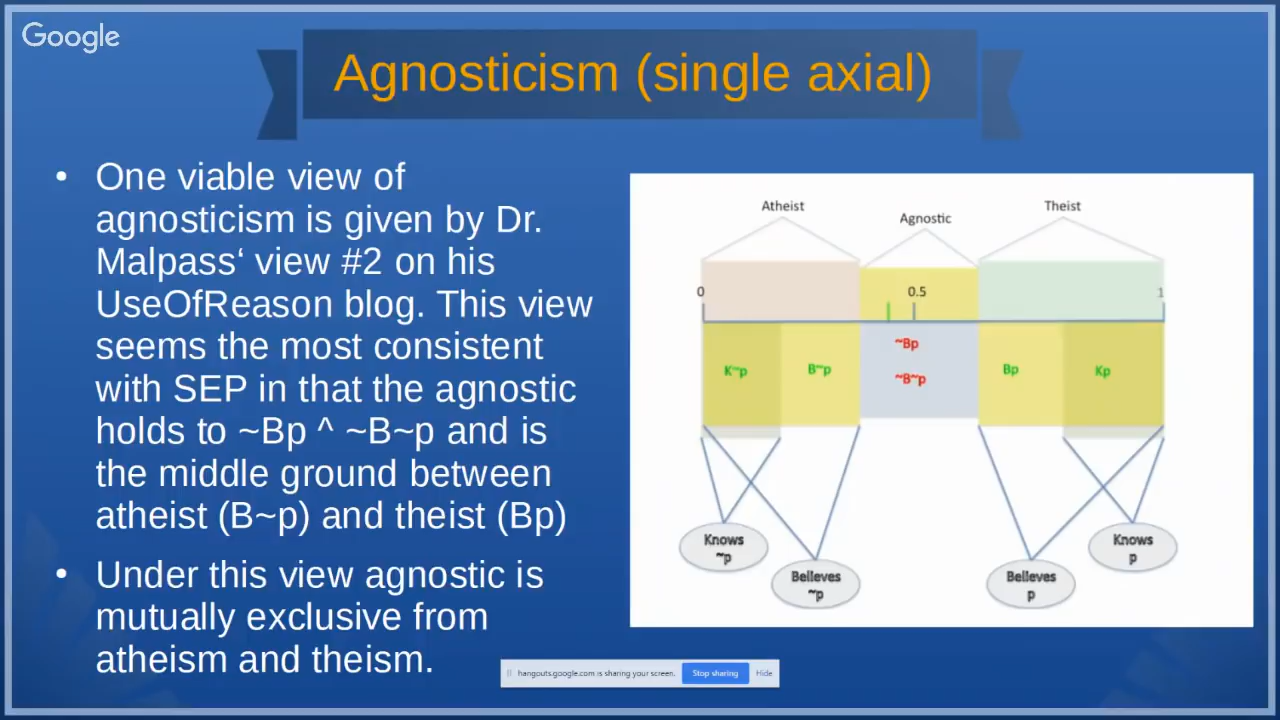 Google
Agnosticism (single axial)
• One viable view of
agnosticism is given by Dr.
Malpass‘ view #2 on his
UseOfReason blog. This view
seems the most consistent
with SEP in that the agnostic
holds to ~Bp ^ ~B~p and is
the middle ground between
atheist (B~p) and theist (Bp)
• Under this view agnostic is
mutually exclusive from
atheism and theism.
Atheist
Agnostic
Theist
0
0.5
1
~Bp
K~p
B~p
~B~p
Bp
Kp
Knows
~p
Believes
~p
Believes
p
Knows
p
hangouts.google.com is sharing your screen.
Stop sharing
Hide